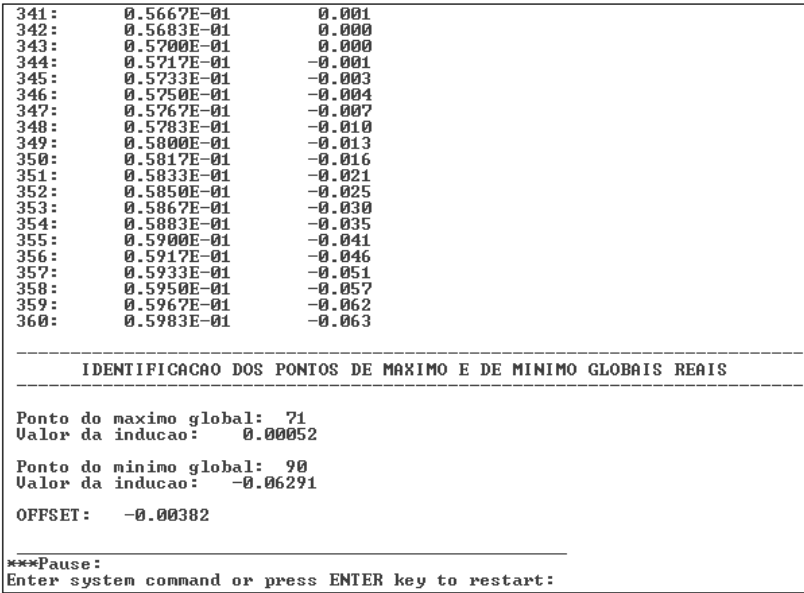 341: 0.5667E-01 0.001
342: 0.5683E-01 0.000
343: 0.5700E-01 0.000
344: 0.5717E-01 -0.001
345: 0.5733E-01 -0.003
346: 0.5750E-01 -0.004
347: 0.5767E-01 -0.007
348: 0.5783E-01 -0.010
349: 0.5800E-01 -0.013
350: 0.5817E-01 -0.016
351: 0.5833E-01 -0.021
352: 0.5850E-01 -0.025
353: 0.5867E-01 -0.030
354: 0.5883E-01 -0.035
355: 0.5900E-01 -0.041
356: 0.5917E-01 -0.046
357: 0.5933E-01 -0.051
358: 0.5950E-01 -0.057
359: 0.5967E-01 -0.062
360: 0.5983E-01 -0.063
IDENTIFICACAO DOS PONTOS DE MAXIMO E DE MINIMO GLOBAIS REAIS
Ponto do maximo global: 71
Valor da inducao: 0.00052
Ponto do minimo global: 90
Valor da inducao: -0.06291
OFFSET: -0.00382
***Pause:
Enter system command or press ENTER key to restart: